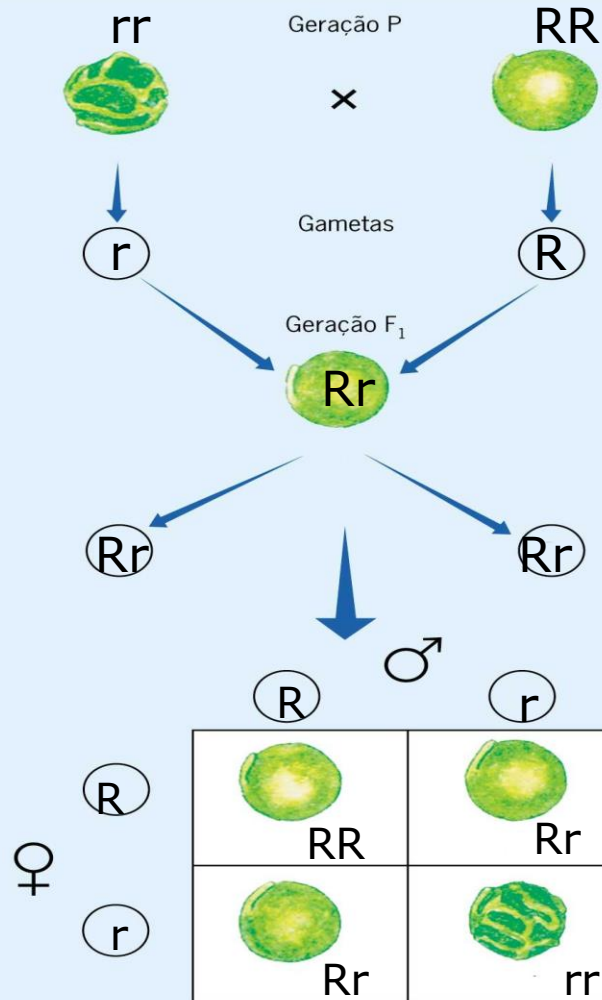 rr Geração P RR
×
r Gametas R
Geração F₁
Rr
Rr Rr
♂
R r
R
RR Rr
♀
r
Rr rr